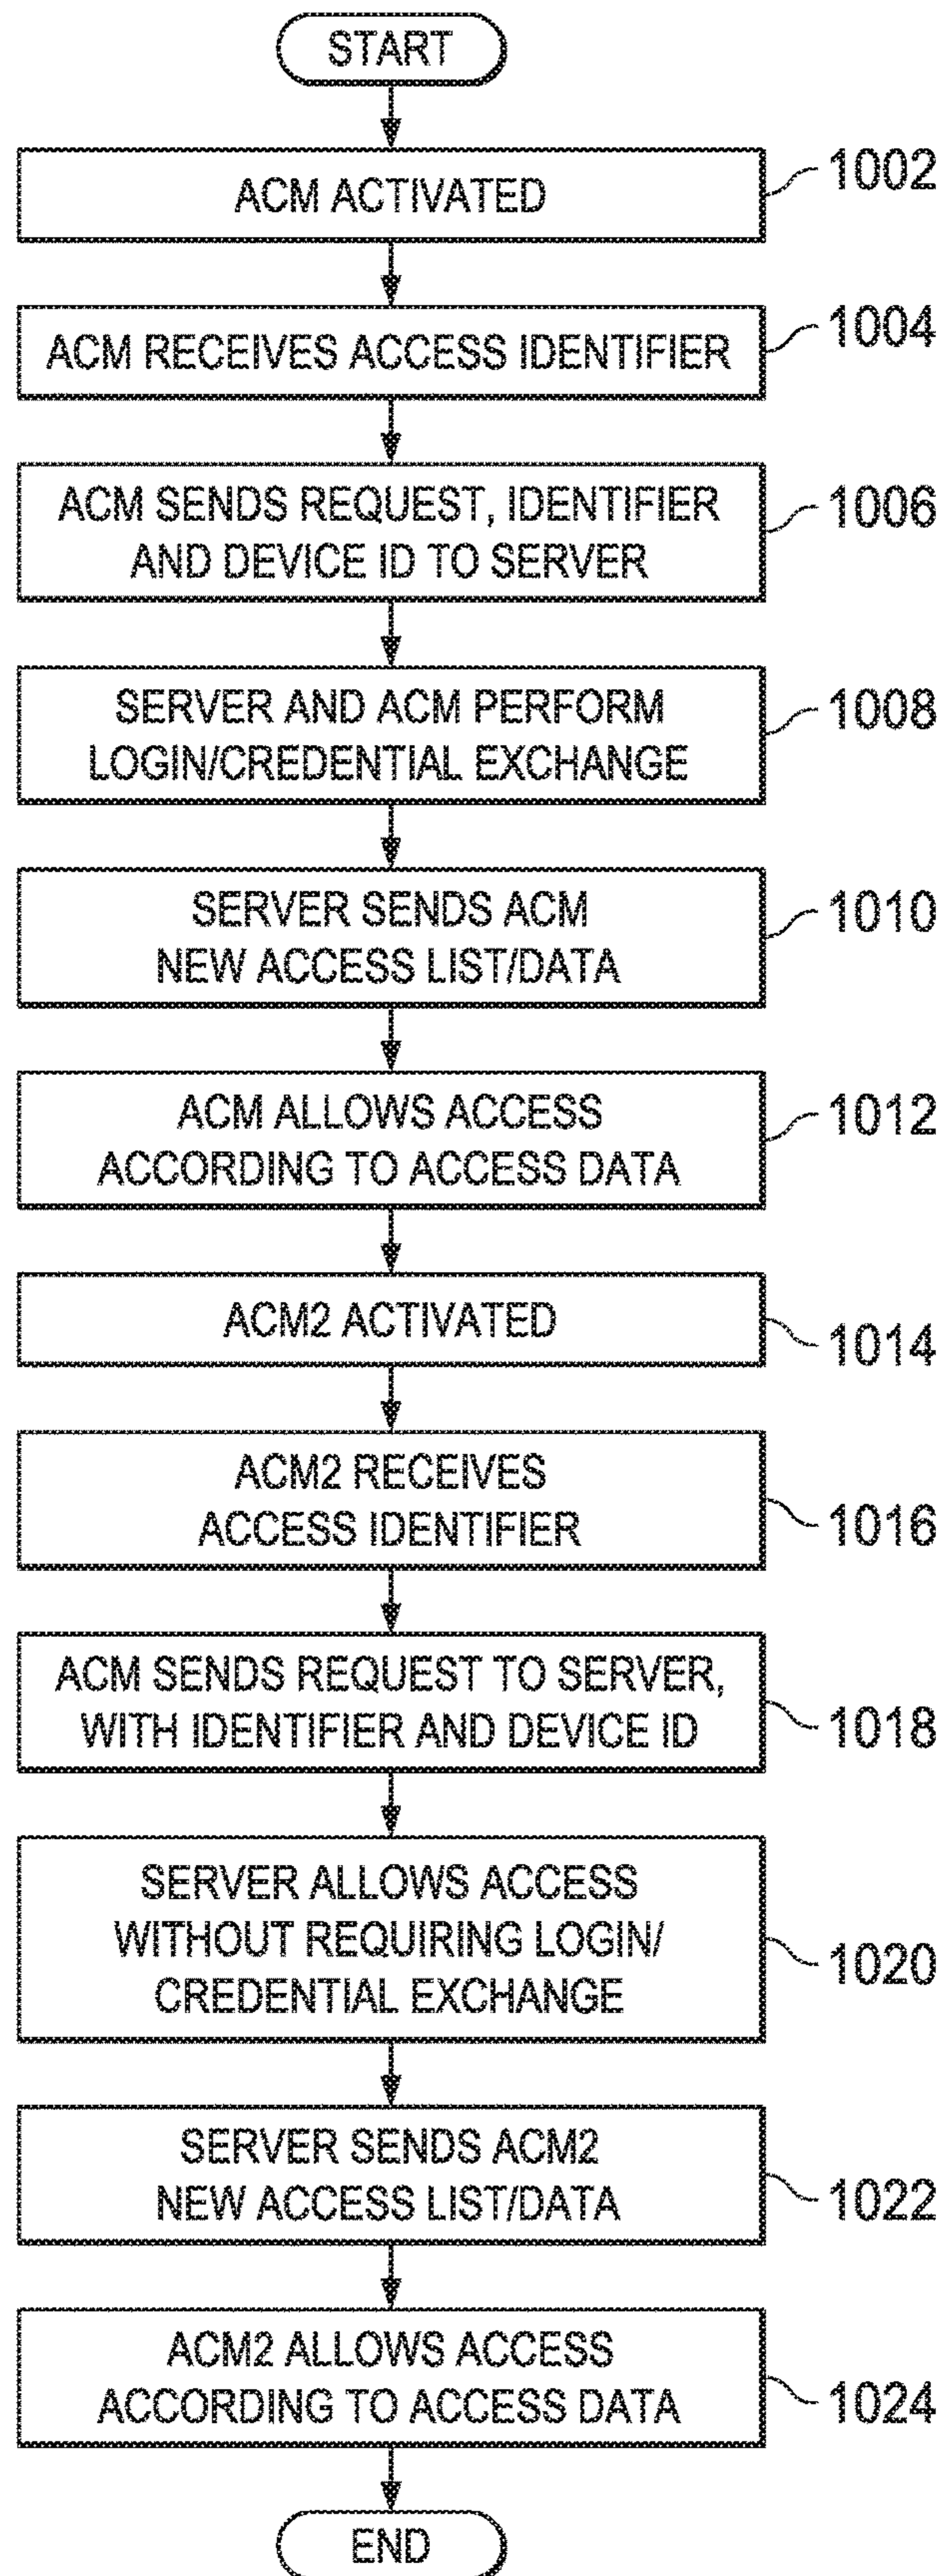 START
ACM ACTIVATED
1002
ACM RECEIVES ACCESS IDENTIFIER
1004
ACM SENDS REQUEST, IDENTIFIER
AND DEVICE ID TO SERVER
1006
SERVER AND ACM PERFORM
LOGIN/CREDENTIAL EXCHANGE
1008
SERVER SENDS ACM
NEW ACCESS LIST/DATA
1010
ACM ALLOWS ACCESS
ACCORDING TO ACCESS DATA
1012
ACM2 ACTIVATED
1014
ACM2 RECEIVES
ACCESS IDENTIFIER
1016
ACM SENDS REQUEST TO SERVER,
WITH IDENTIFIER AND DEVICE ID
1018
SERVER ALLOWS ACCESS
WITHOUT REQUIRING LOGIN/
CREDENTIAL EXCHANGE
1020
SERVER SENDS ACM2
NEW ACCESS LIST/DATA
1022
ACM2 ALLOWS ACCESS
ACCORDING TO ACCESS DATA
1024
END